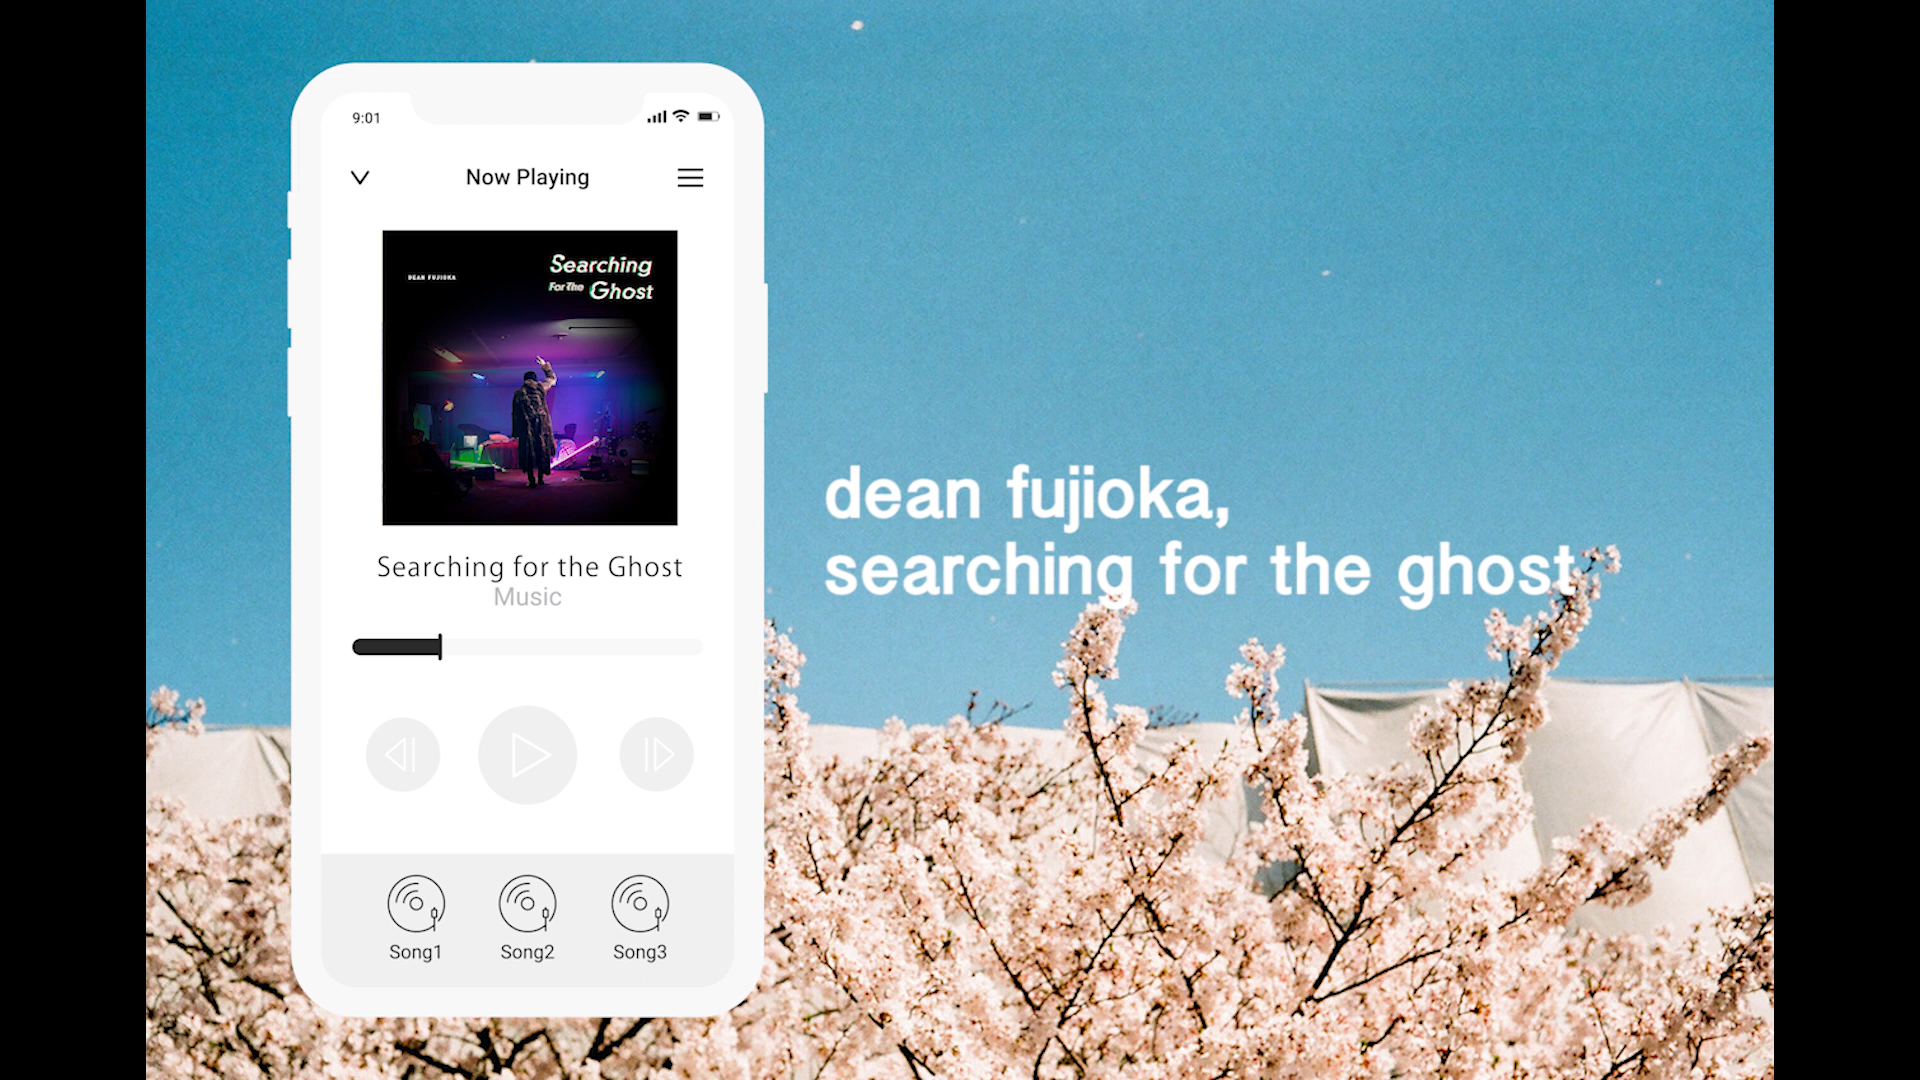 9:01
Now Playing
DEAN FUJIOKA
Searching
For The Ghost
Searching for the Ghost
Music
Song1 Song2 Song3
dean fujioka,
searching for the ghost